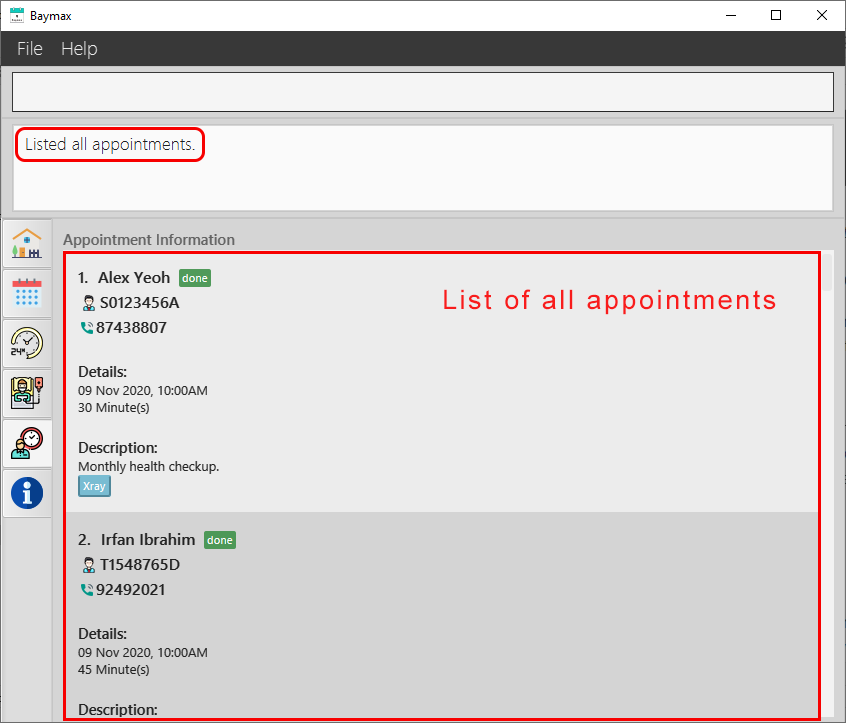 Baymax
File Help
Listed all appointments.
Appointment Information
List of all appointments
1. Alex Yeoh done
S0123456A
87438807
Details:
09 Nov 2020, 10:00AM
30 Minute(s)
Description:
Monthly health checkup.
Xray
2. Irfan Ibrahim done
T1548765D
92492021
Details:
09 Nov 2020, 10:00AM
45 Minute(s)
Description:
24H